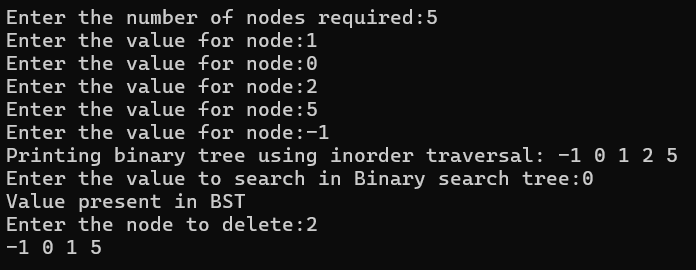 Enter the number of nodes required:5
Enter the value for node:1
Enter the value for node:0
Enter the value for node:2
Enter the value for node:5
Enter the value for node:-1
Printing binary tree using inorder traversal: -1 0 1 2 5
Enter the value to search in Binary search tree:0
Value present in BST
Enter the node to delete:2
-1 0 1 5